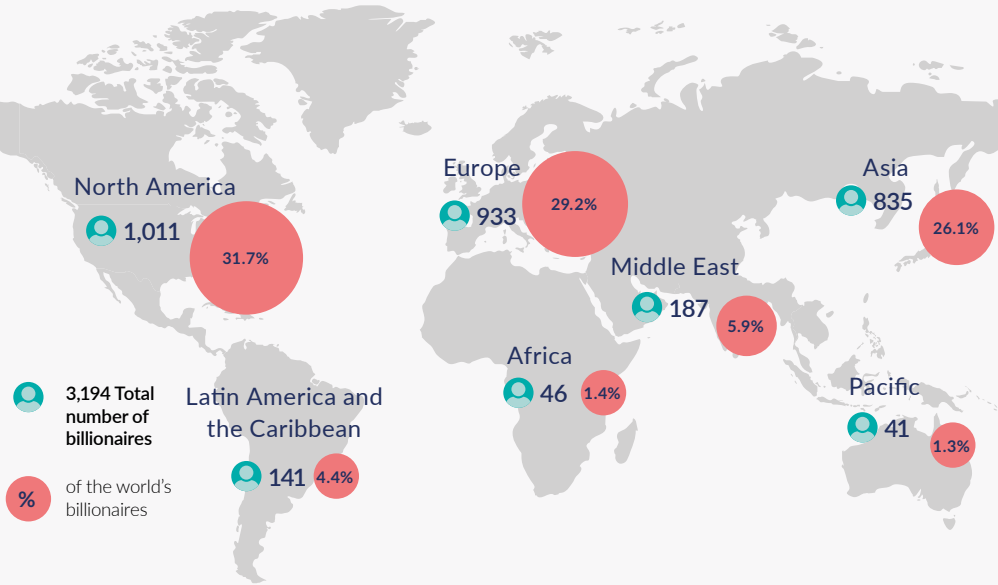 North America
1,011
31.7%
Europe
933
29.2%
Asia
835
26.1%
Middle East
187
5.9%
Africa
46
1.4%
Pacific
41
1.3%
Latin America and
the Caribbean
141
4.4%
3,194 Total
number of
billionaires
%
of the world's
billionaires